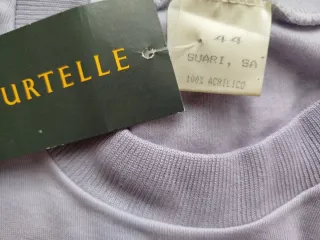 URTELLE
44
SUARI, SA
100% ACRILICO